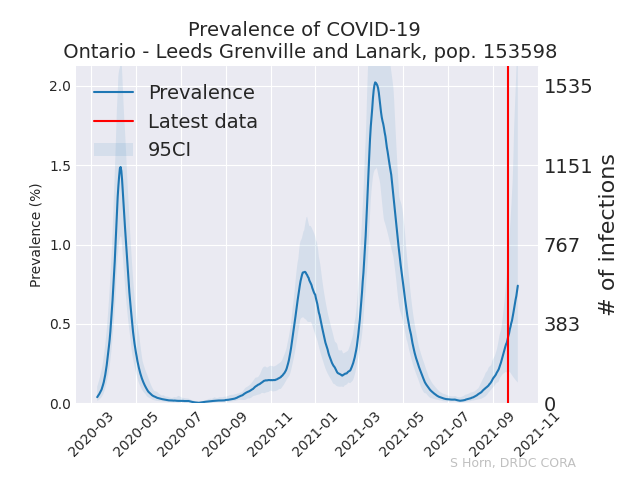 Prevalence of COVID-19
Ontario - Leeds Grenville and Lanark, pop. 153598
Prevalence
Latest data
95CI
Prevalence (%)
2.0
1.5
1.0
0.5
0.0
1535
1151
767
383
0
# of infections
2020-03
2020-05
2020-07
2020-09
2020-11
2021-01
2021-03
2021-05
2021-07
2021-09
2021-11
S Horn, DRDC CORA